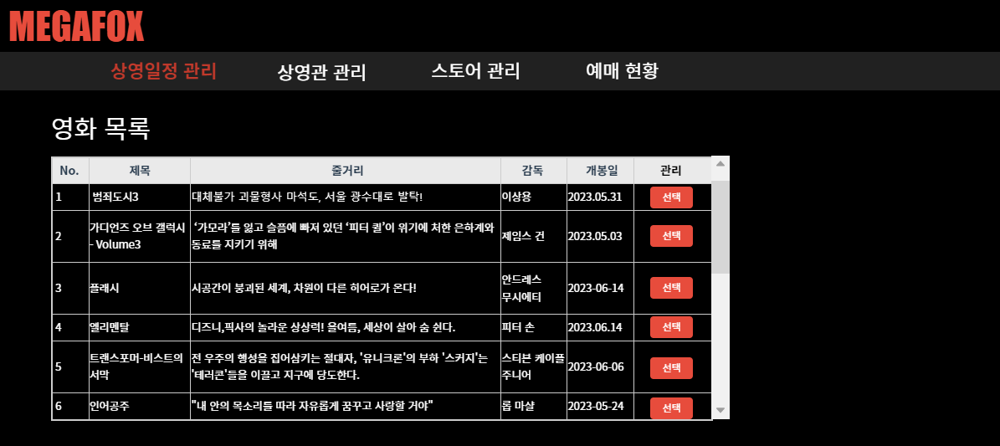 MEGAFOX
상영일정 관리 상영관 관리 스토어 관리 예매 현황
영화 목록
No. 제목 줄거리 감독 개봉일 관리
1 범죄도시3 대체불가 괴물형사 마석도, 서울 광수대로 발탁! 이상용 2023.05.31 선택
2 가디언즈 오브 갤럭시 - Volume3 ‘가모라’를 잃고 슬픔에 빠져 있던 ‘피터 퀼’이 위기에 처한 은하계와 동료를 지키기 위해 제임스 건 2023.05.03 선택
3 플래시 시공간이 붕괴된 세계, 차원이 다른 히어로가 온다! 안드레스 무시에티 2023-06-14 선택
4 엘리멘탈 디즈니,픽사의 놀라운 상상력! 올여름, 세상이 살아 숨 쉰다. 피터 손 2023.06.14 선택
5 트랜스포머-비스트의 서막 전 우주의 행성을 집어삼키는 절대자, '유니크론'의 부하 '스커지'는 '테러콘'들을 이끌고 지구에 당도한다. 스티븐 케이플 주니어 2023-06-06 선택
6 인어공주 "내 안의 목소리를 따라 자유롭게 꿈꾸고 사랑할 거야" 롭 마샬 2023-05-24 선택